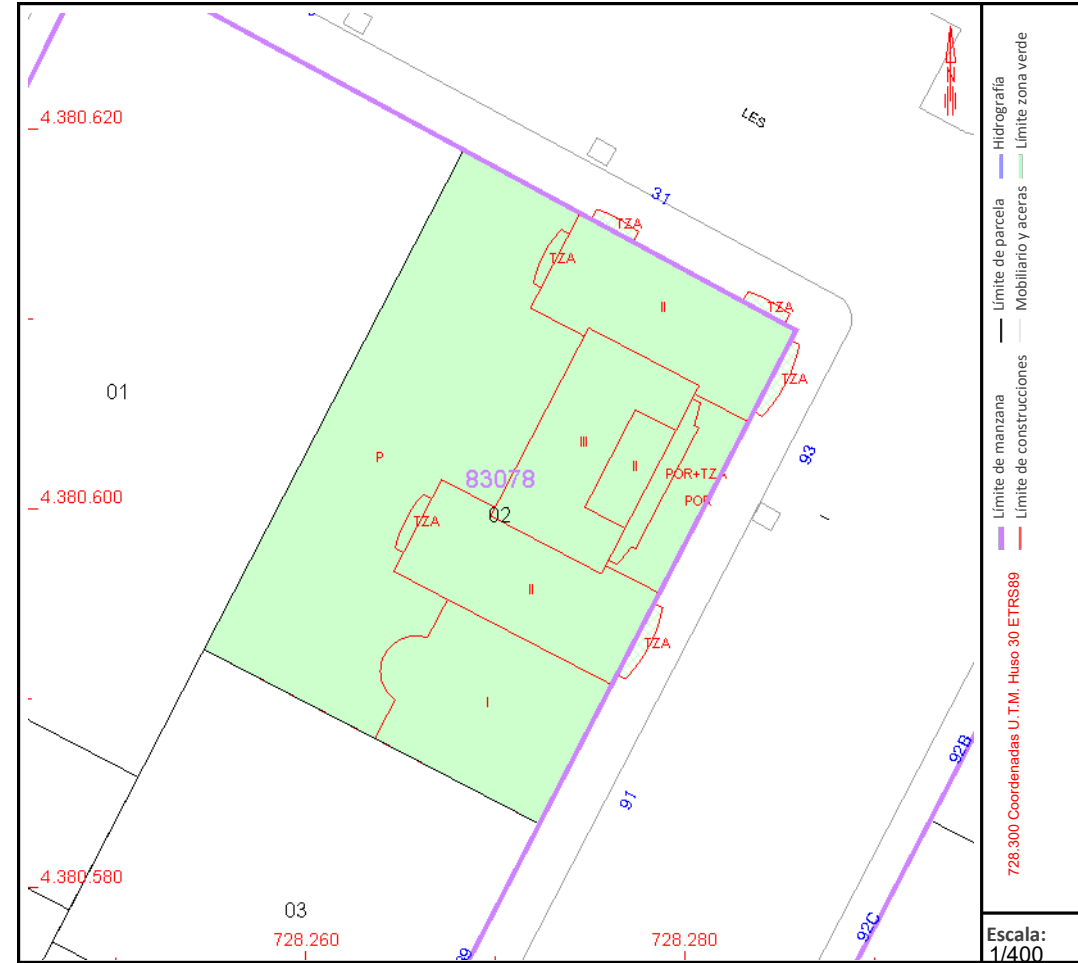 LES
4.380.620
31
TZA
TZA
TZA
II
TZA
01
93
III
II
P
POR+TZA
83078
POR
4.380.600
02
TZA
I
II
TZA
I
92B
91
4.380.580
03
92C
728.260
728.280
Límite de manzana
Límite de parcela
Hidrografía
Límite de construcciones
Mobiliario y aceras
Límite zona verde
728.300 Coordenadas U.T.M. Huso 30 ETRS89
N
Escala:
1/400